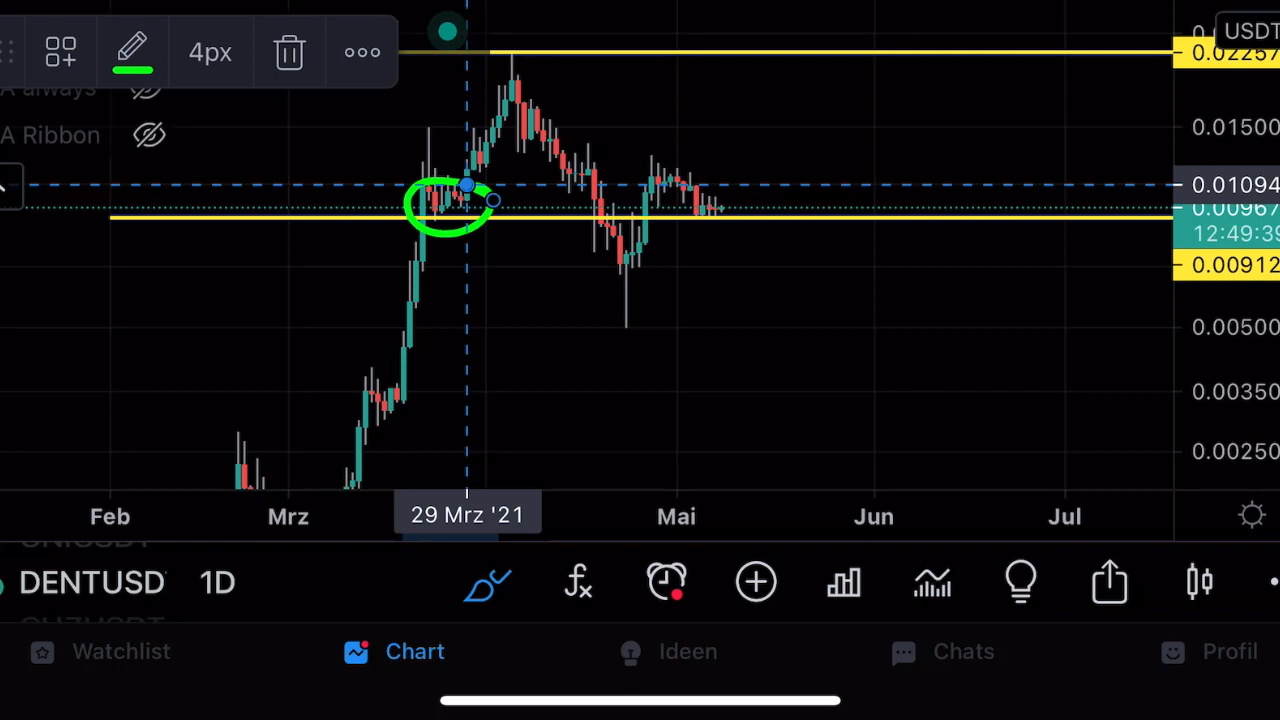 4px
USDT
0.02257
A always
0.01500
A Ribbon
0.01094
0.00967
12:49:39
0.00912
0.00500
0.00350
0.00250
Feb Mrz 29 Mrz '21 Mai Jun Jul
DENTUSD 1D
Watchlist Chart Ideen Chats Profil